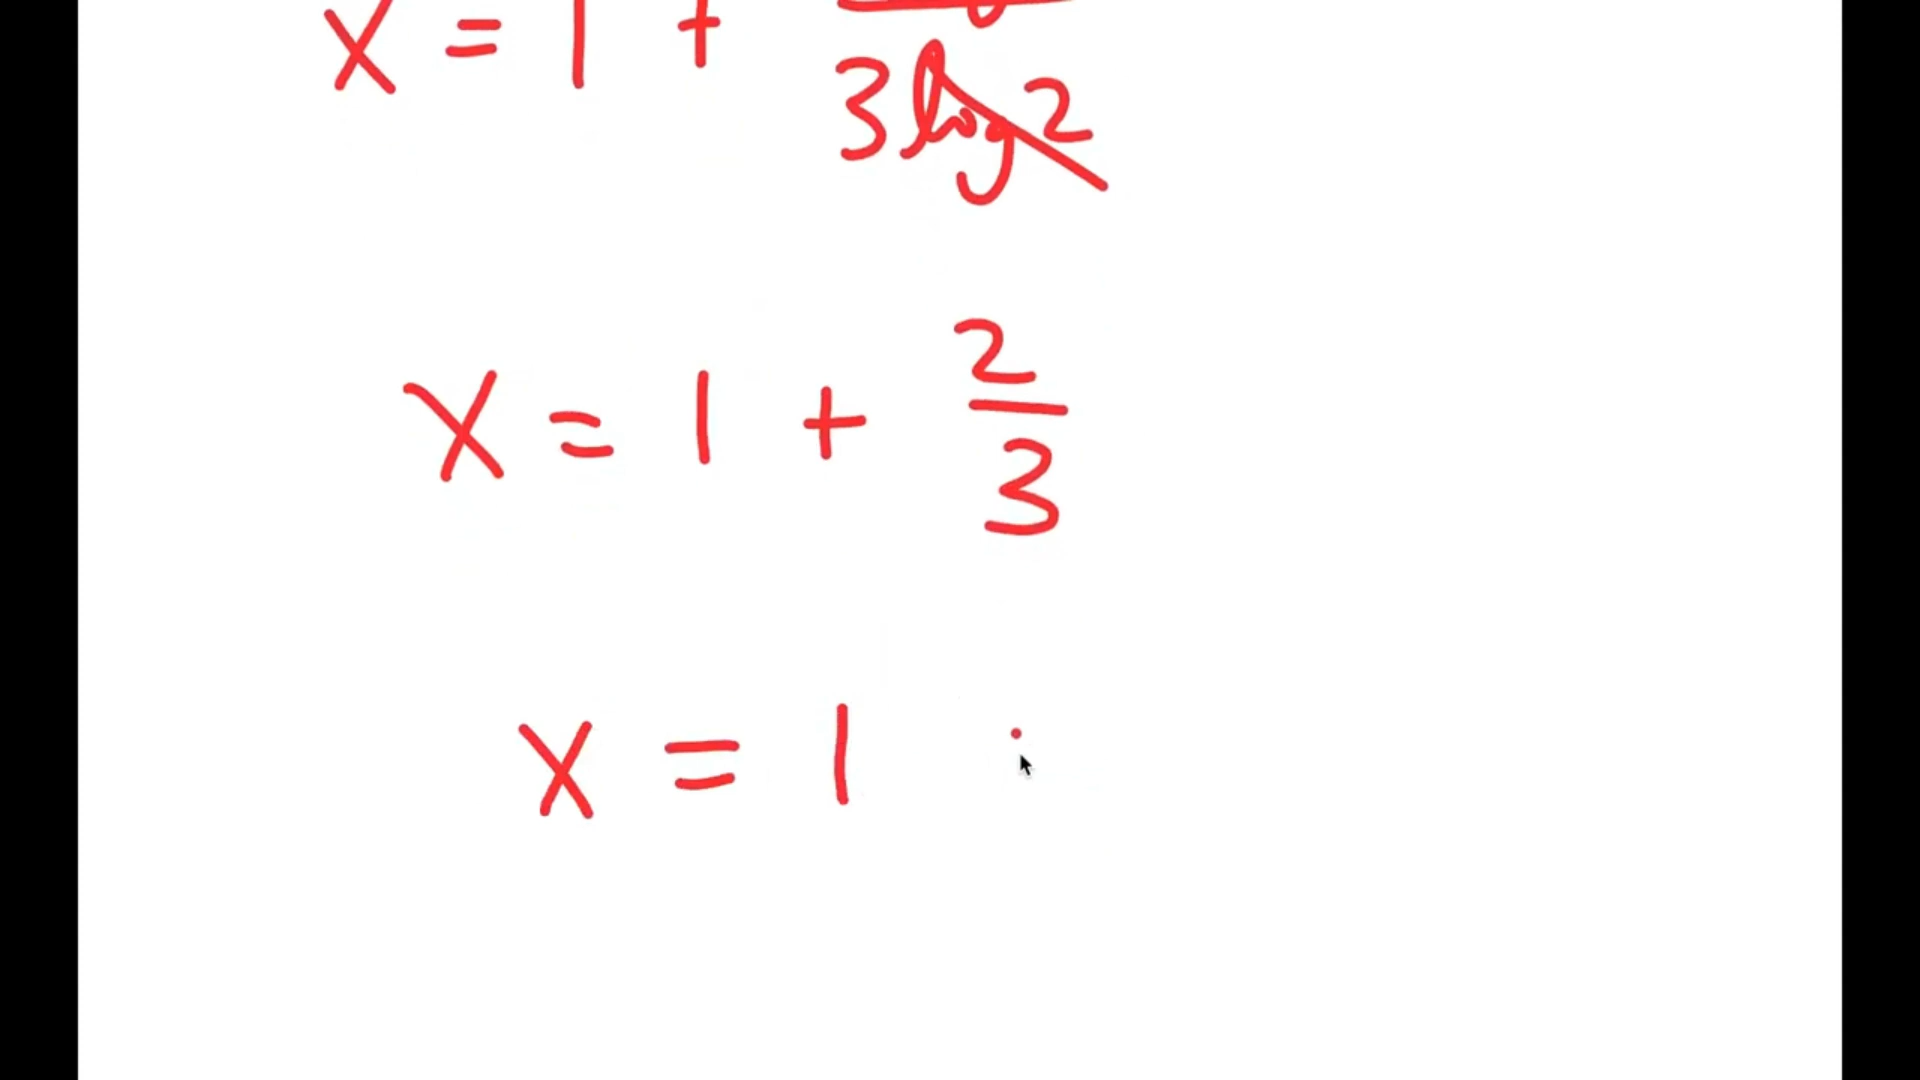 x = 1 +
3log2
x = 1 + 2/3
x = 1